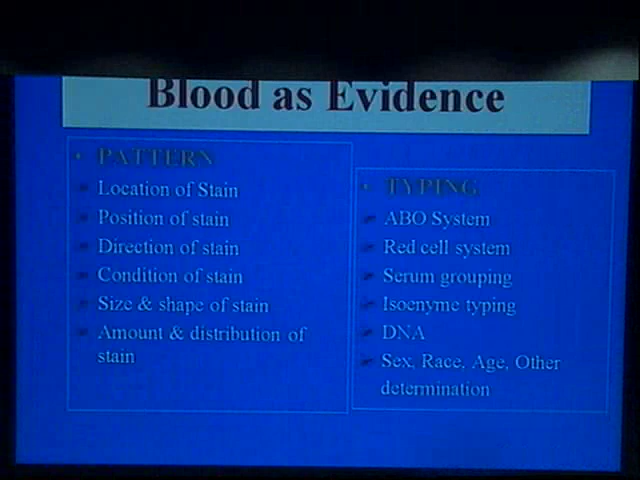 Blood as Evidence
PATTERN
Location of Stain
Position of stain
Direction of stain
Condition of stain
Size & shape of stain
Amount & distribution of
stain
TYPING
ABO System
Red cell system
Serum grouping
Isoenyme typing
DNA
Sex, Race, Age, Other
determination